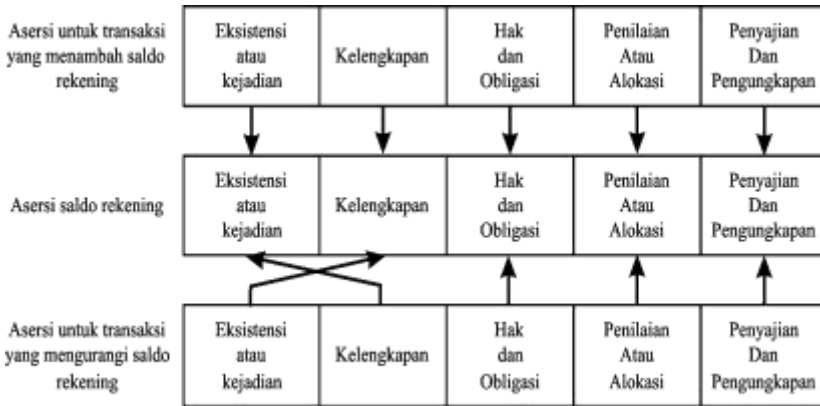 Asersi untuk transaksi
yang menambah saldo
rekening
Eksistensi
atau
kejadian
Kelengkapan
Hak
dan
Obligasi
Penilaian
Atau
Alokasi
Penyajian
Dan
Pengungkapan
Asersi saldo rekening
Eksistensi
atau
kejadian
Kelengkapan
Hak
dan
Obligasi
Penilaian
Atau
Alokasi
Penyajian
Dan
Pengungkapan
Asersi untuk transaksi
yang mengurangi saldo
rekening
Eksistensi
atau
kejadian
Kelengkapan
Hak
dan
Obligasi
Penilaian
Atau
Alokasi
Penyajian
Dan
Pengungkapan